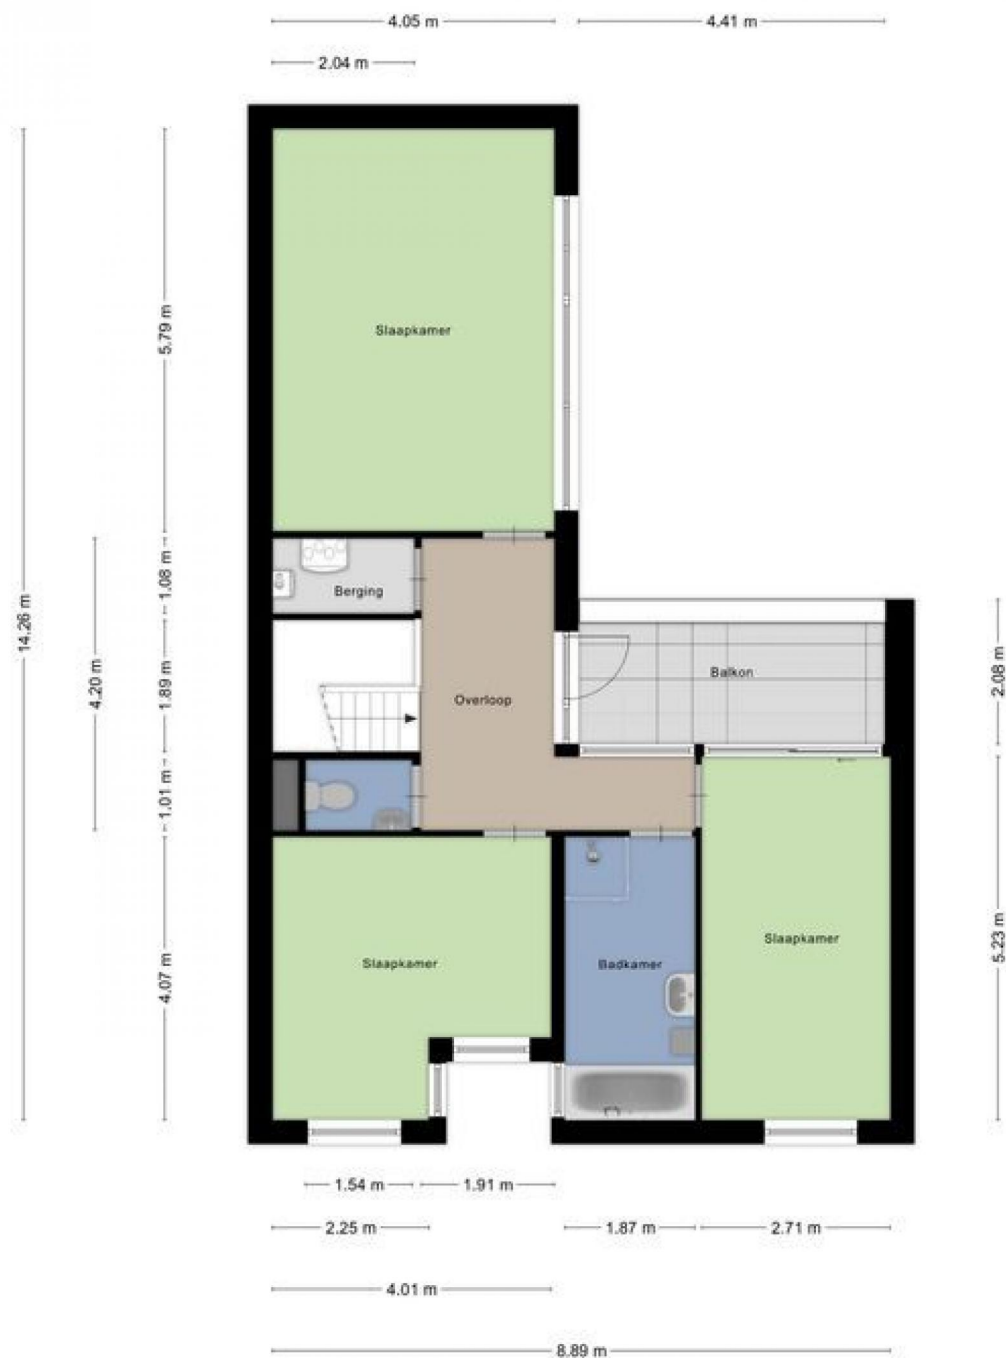 4.05 m
4.41 m
2.04 m
5.79 m
Slaapkamer
1.08 m
Berging
14.26 m
4.20 m
1.89 m
Overloop
Balkon
2.08 m
1.01 m
4.07 m
Slaapkamer
Badkamer
Slaapkamer
5.23 m
1.54 m
1.91 m
2.25 m
1.87 m
2.71 m
4.01 m
8.89 m